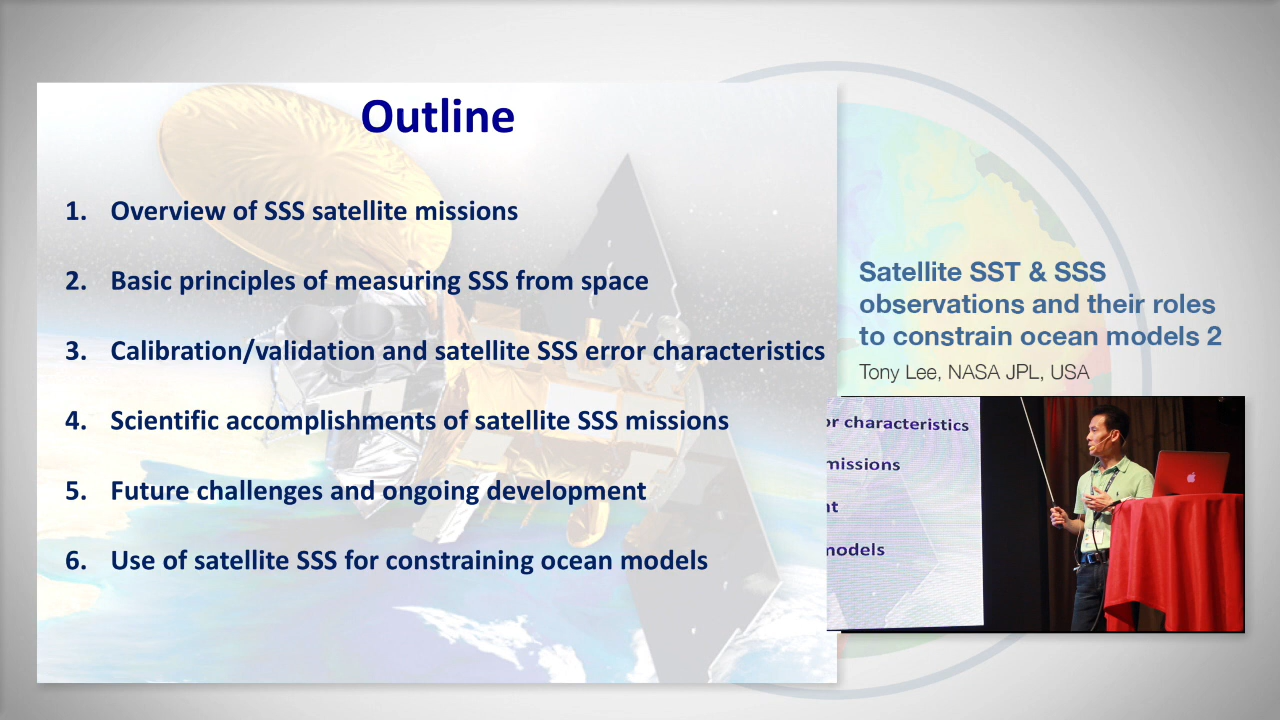 Outline
1. Overview of SSS satellite missions
2. Basic principles of measuring SSS from space
3. Calibration/validation and satellite SSS error characteristics
4. Scientific accomplishments of satellite SSS missions
5. Future challenges and ongoing development
6. Use of satellite SSS for constraining ocean models
Satellite SST & SSS
observations and their roles
to constrain ocean models 2
Tony Lee, NASA JPL, USA
or characteristics
missions
nt
models